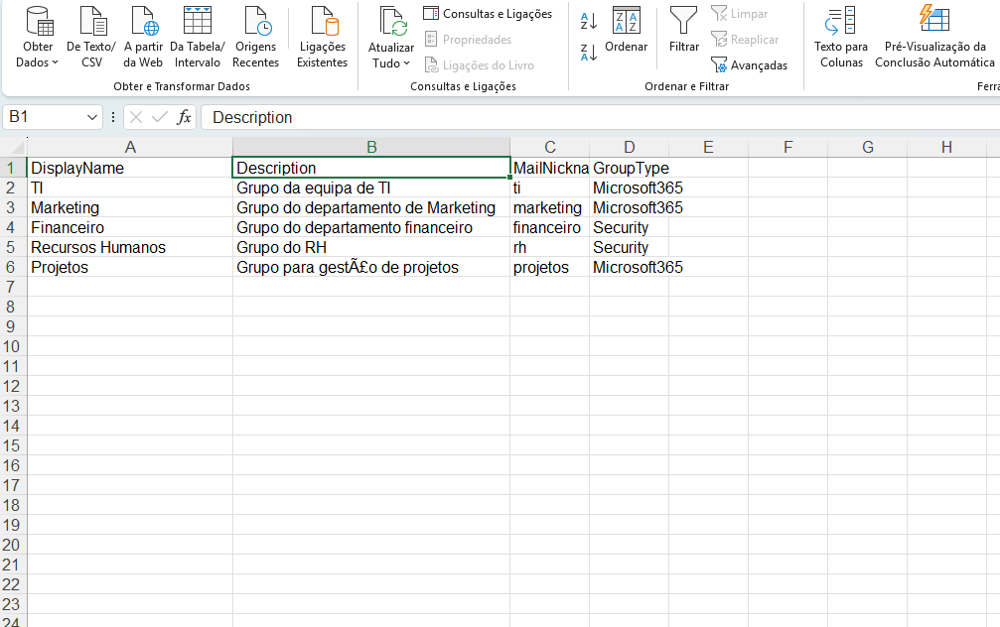 Obter Dados
De Texto/ CSV
A partir da Web
Da Tabela/ Intervalo
Origens Recentes
Ligações Existentes
Obter e Transformar Dados
Atualizar Tudo
Consultas e Ligações
Propriedades
Ligações do Livro
Consultas e Ligações
Ordenar
Filtrar
Limpar
Reaplicar
Avançadas
Ordenar e Filtrar
Texto para Colunas
Pré-Visualização da Conclusão Automática
Ferra
B1 fx Description
A B C D E F G H
1 DisplayName Description MailNickna GroupType
2 TI Grupo da equipa de TI ti Microsoft365
3 Marketing Grupo do departamento de Marketing marketing Microsoft365
4 Financeiro Grupo do departamento financeiro financeiro Security
5 Recursos Humanos Grupo do RH rh Security
6 Projetos Grupo para gestÃ£o de projetos projetos Microsoft365
7
8
9
10
11
12
13
14
15
16
17
18
19
20
21
22
23
24